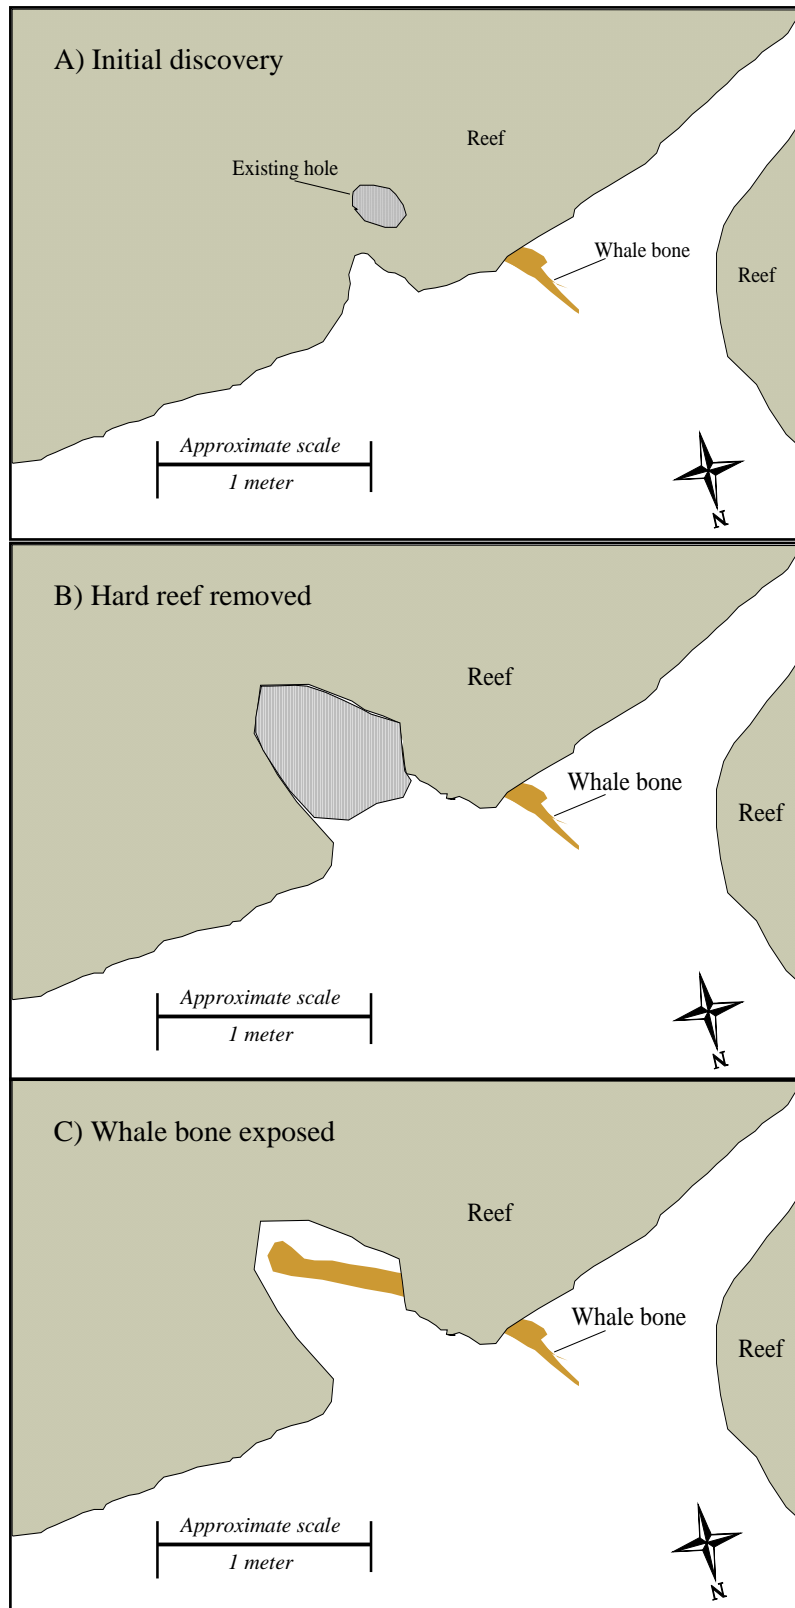 A) Initial discovery
Reef
Existing hole
Whale bone
Reef
Approximate scale
1 meter
N
B) Hard reef removed
Reef
Whale bone
Reef
Approximate scale
1 meter
N
C) Whale bone exposed
Reef
Whale bone
Reef
Approximate scale
1 meter
N